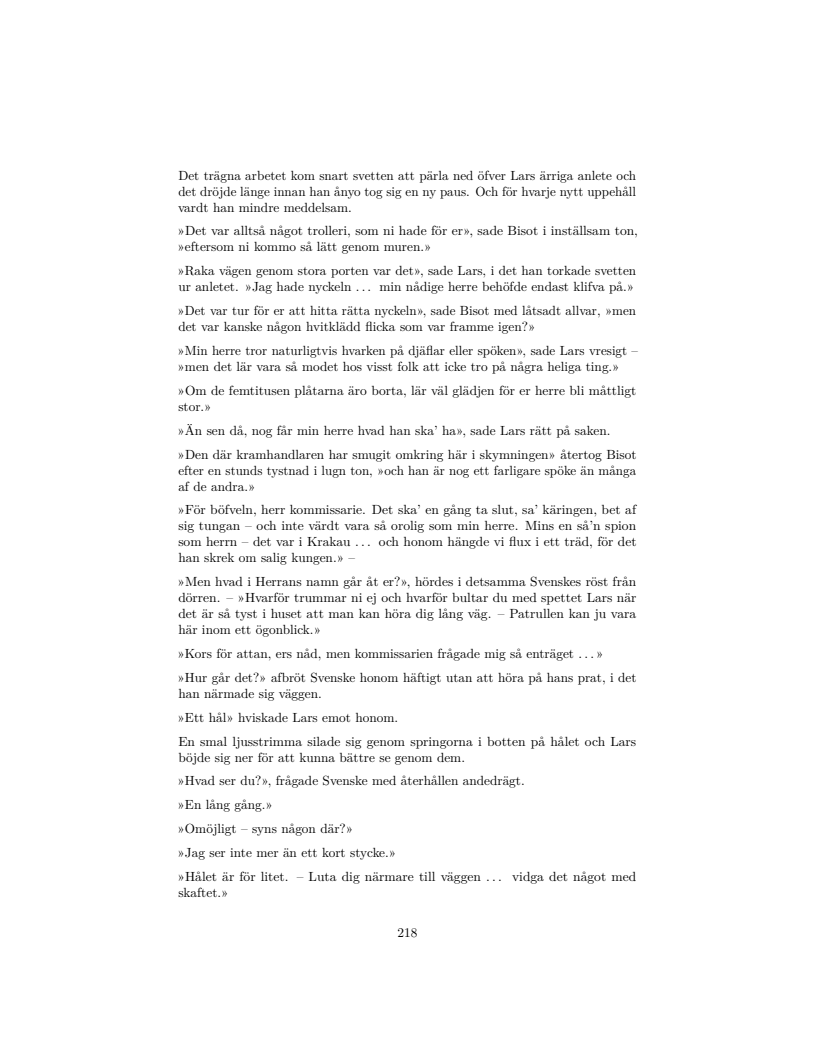 Det trägna arbetet kom snart svetten att pärla ned öfver Lars ärriga anlete och
det dröjde länge innan han ånyo tog sig en ny paus. Och för hvarje nytt uppehåll
vardt han mindre meddelsam.
»Det var alltså något trolleri, som ni hade för er», sade Bisot i inställsam ton,
»eftersom ni kommo så lätt genom muren.»
»Raka vägen genom stora porten var det», sade Lars, i det han torkade svetten
ur anletet. »Jag hade nyckeln ... min nådige herre behöfde endast klifva på.»
»Det var tur för er att hitta rätta nyckeln», sade Bisot med låtsadt allvar, »men
det var kanske någon hvitklädd flicka som var framme igen?»
»Min herre tror naturligtvis hvarken på djäflar eller spöken», sade Lars vresigt –
»men det lär vara så modet hos visst folk att icke tro på några heliga ting.»
»Om de femtitusen plåtarna äro borta, lär väl glädjen för er herre bli måttligt
stor.»
»Än sen då, nog får min herre hvad han ska' ha», sade Lars rätt på saken.
»Den där kramhandlaren har smugit omkring här i skymningen» återtog Bisot
efter en stunds tystnad i lugn ton, »och han är nog ett farligare spöke än många
af de andra.»
»För böfveln, herr kommissarie. Det ska' en gång ta slut, sa' käringen, bet af
sig tungan – och inte värdt vara så orolig som min herre. Mins en så'n spion
som herrn – det var i Krakau ... och honom hängde vi flux i ett träd, för det
han skrek om salig kungen.» –
»Men hvad i Herrans namn går åt er?», hördes i detsamma Svenskes röst från
dörren. – »Hvarför trummar ni ej och hvarför bultar du med spettet Lars när
det är så tyst i huset att man kan höra dig lång väg. – Patrullen kan ju vara
här inom ett ögonblick.»
»Kors för attan, ers nåd, men kommissarien frågade mig så enträget ...»
»Hur går det?» afbröt Svenske honom häftigt utan att höra på hans prat, i det
han närmade sig väggen.
»Ett hål» hviskade Lars emot honom.
En smal ljusstrimma silade sig genom springorna i botten på hålet och Lars
böjde sig ner för att kunna bättre se genom dem.
»Hvad ser du?», frågade Svenske med återhållen andedrägt.
»En lång gång.»
»Omöjligt – syns någon där?»
»Jag ser inte mer än ett kort stycke.»
»Hålet är för litet. – Luta dig närmare till väggen ... vidga det något med
skaftet.»
218